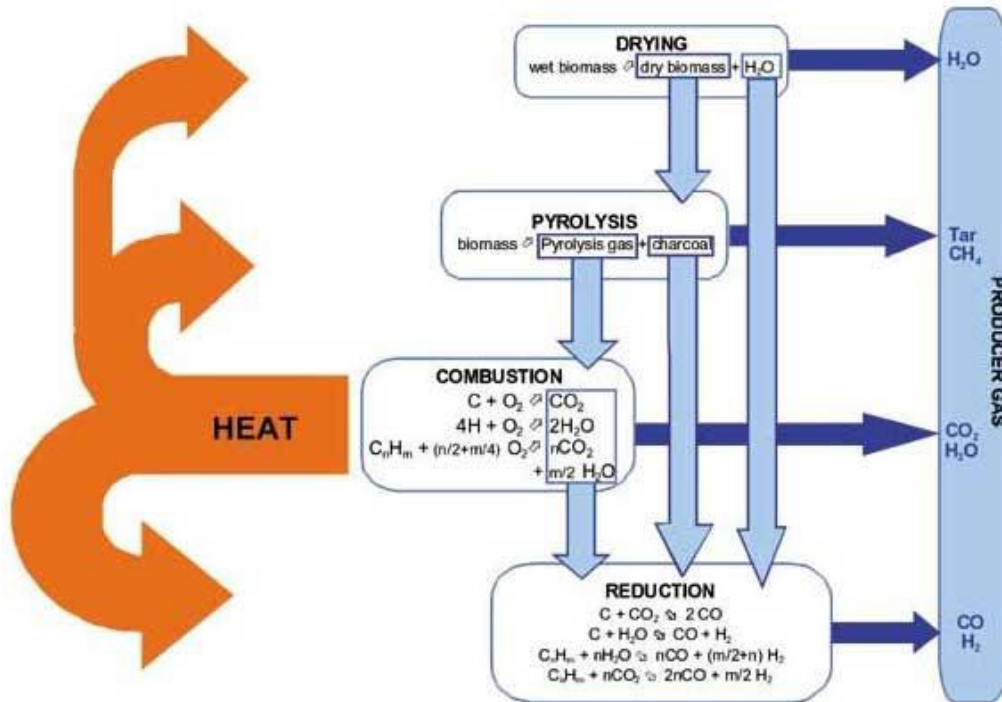 DRYING
wet biomass ⇗ dry biomass + H₂O
H₂O
PYROLYSIS
biomass ⇗ Pyrolysis gas + charcoal
Tar
CH₄
PRODUCER GAS
COMBUSTION
C + O₂ ⇗ CO₂
4H + O₂ ⇗ 2H₂O
CₙHₘ + (n/2+m/4) O₂ ⇗ nCO₂
+ m/2 H₂O
HEAT
CO₂
H₂O
REDUCTION
C + CO₂ ⇘ 2 CO
C + H₂O ⇘ CO + H₂
CₙHₘ + nH₂O ⇘ nCO + (m/2+n) H₂
CₙHₘ + nCO₂ ⇘ 2nCO + m/2 H₂
CO
H₂